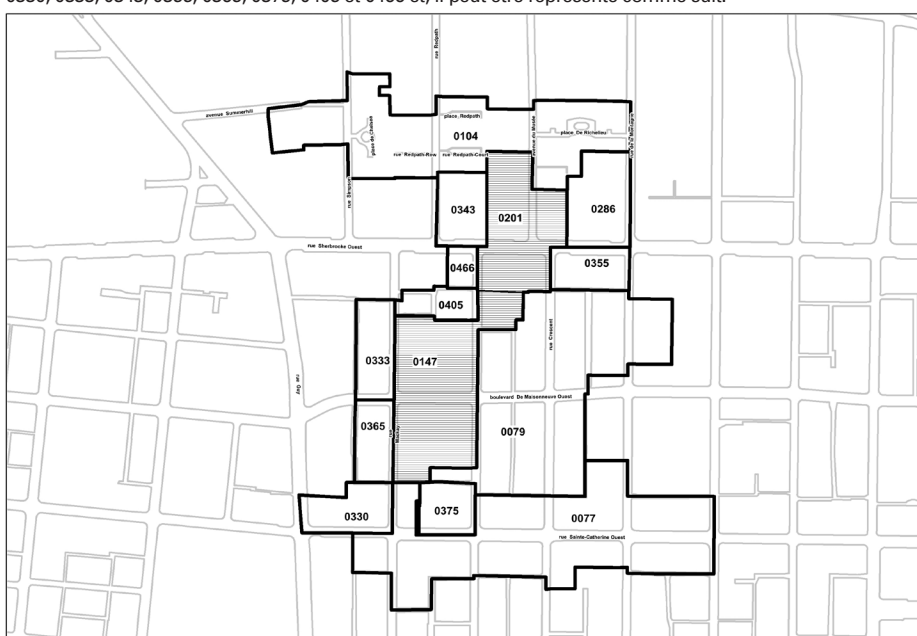 0330, 0333, 0343, 0355, 0365, 0375, 0405 et 0466 et, il peut être représenté comme suit:
rue Redpath
avenue Summerhill
place de Chelsea
place Redpath
0104
avenue du Musée
place De Richelieu
rue de la Montagne
rue Redpath-Row
rue Redpath-Court
rue Simpson
0343
0201
0286
rue Sherbrooke Ouest
0466
0355
0405
0333
0147
rue Crescent
rue Guy
boulevard De Maisonneuve Ouest
0365
rue Mackay
0079
0330
0375
0077
rue Sainte-Catherine Ouest